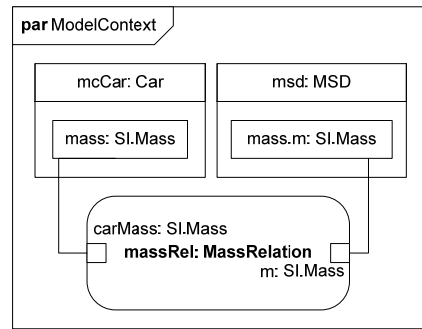 par ModelContext
mcCar: Car
msd: MSD
mass: SI.Mass
mass.m: SI.Mass
carMass: SI.Mass
massRel: MassRelation
m: SI.Mass